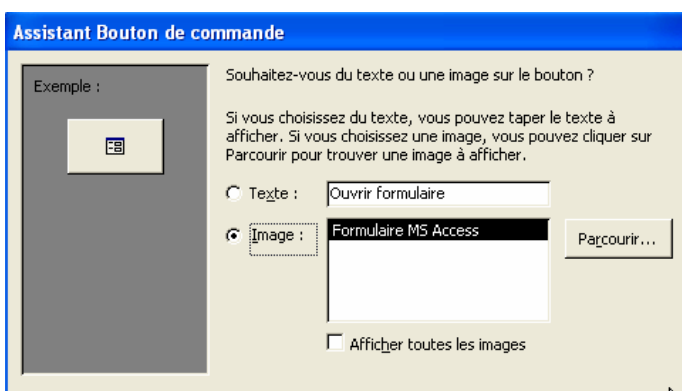 Assistant Bouton de commande
Exemple :
Souhaitez-vous du texte ou une image sur le bouton ?
Si vous choisissez du texte, vous pouvez taper le texte à
afficher. Si vous choisissez une image, vous pouvez cliquer sur
Parcourir pour trouver une image à afficher.
Texte :
Ouvrir formulaire
Image :
Formulaire MS Access
Parcourir...
Afficher toutes les images